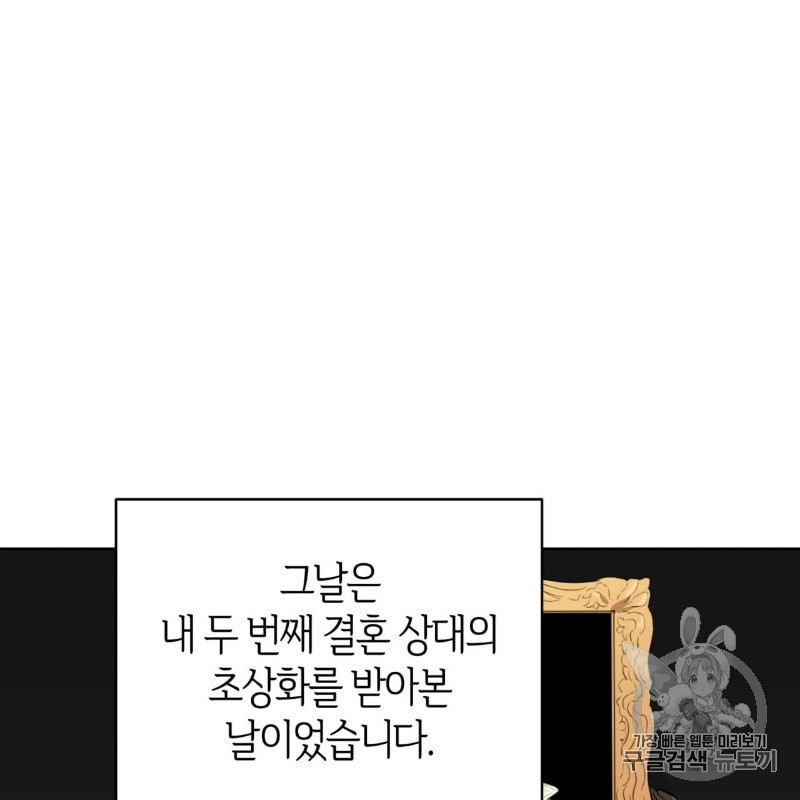 그날은
내 두 번째 결혼 상대의
초상화를 받아본
날이었습니다.
가장 빠른 웹툰 미리보기
구글검색 뉴토끼